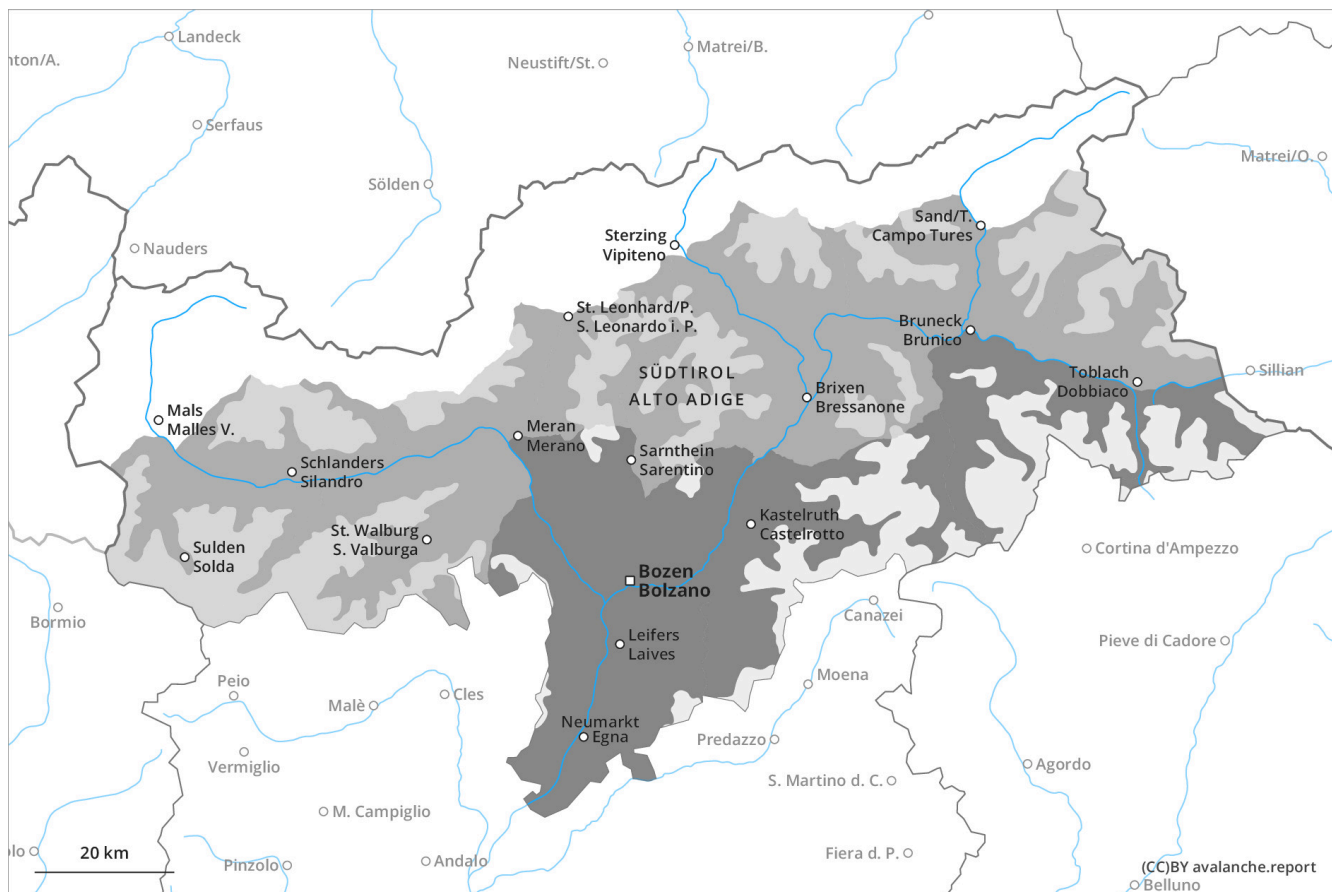 Landeck
Matrei/B.
nton/A.
Neustift/St.
Serfaus
Matrei/O.
Sölden
Sand/T.
Campo Tures
Sterzing
Vipiteno
Nauders
St. Leonhard/P.
S. Leonardo i. P.
Bruneck
Brunico
SÜDTIROL
ALTO ADIGE
Toblach
Dobbiaco
Sillian
Brixen
Bressanone
Mals
Malles V.
Meran
Merano
Sarnthein
Sarentino
Schlanders
Silandro
Kastelruth
Castelrotto
St. Walburg
S. Valburga
Sulden
Solda
Cortina d'Ampezzo
Bozen
Bolzano
Bormio
Canazei
Leifers
Laives
Pieve di Cadore
Moena
Peio
Cles
Malè
Neumarkt
Egna
Predazzo
Vermiglio
Agordo
S. Martino d. C.
M. Campiglio
olo
20 km
Pinzolo
Andalo
Fiera d. P.
(CC)BY avalanche.report
Belluno